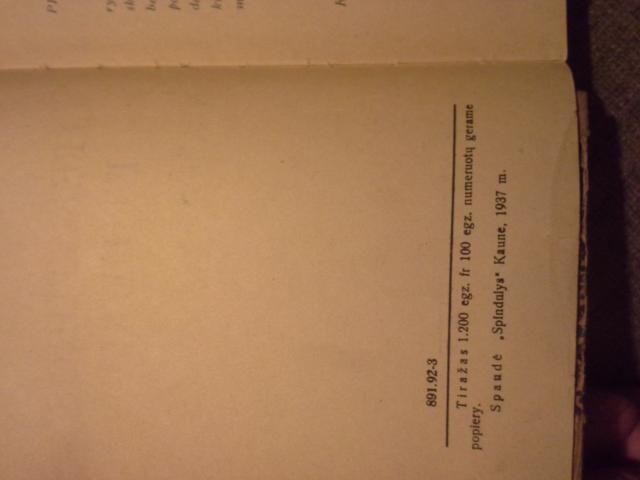 891.92-3
Tiražas 1.200 egz. Ir 100 egz. numeruotų gerame
popiery.
Spaudė „Spindulys“ Kaune, 1937 m.